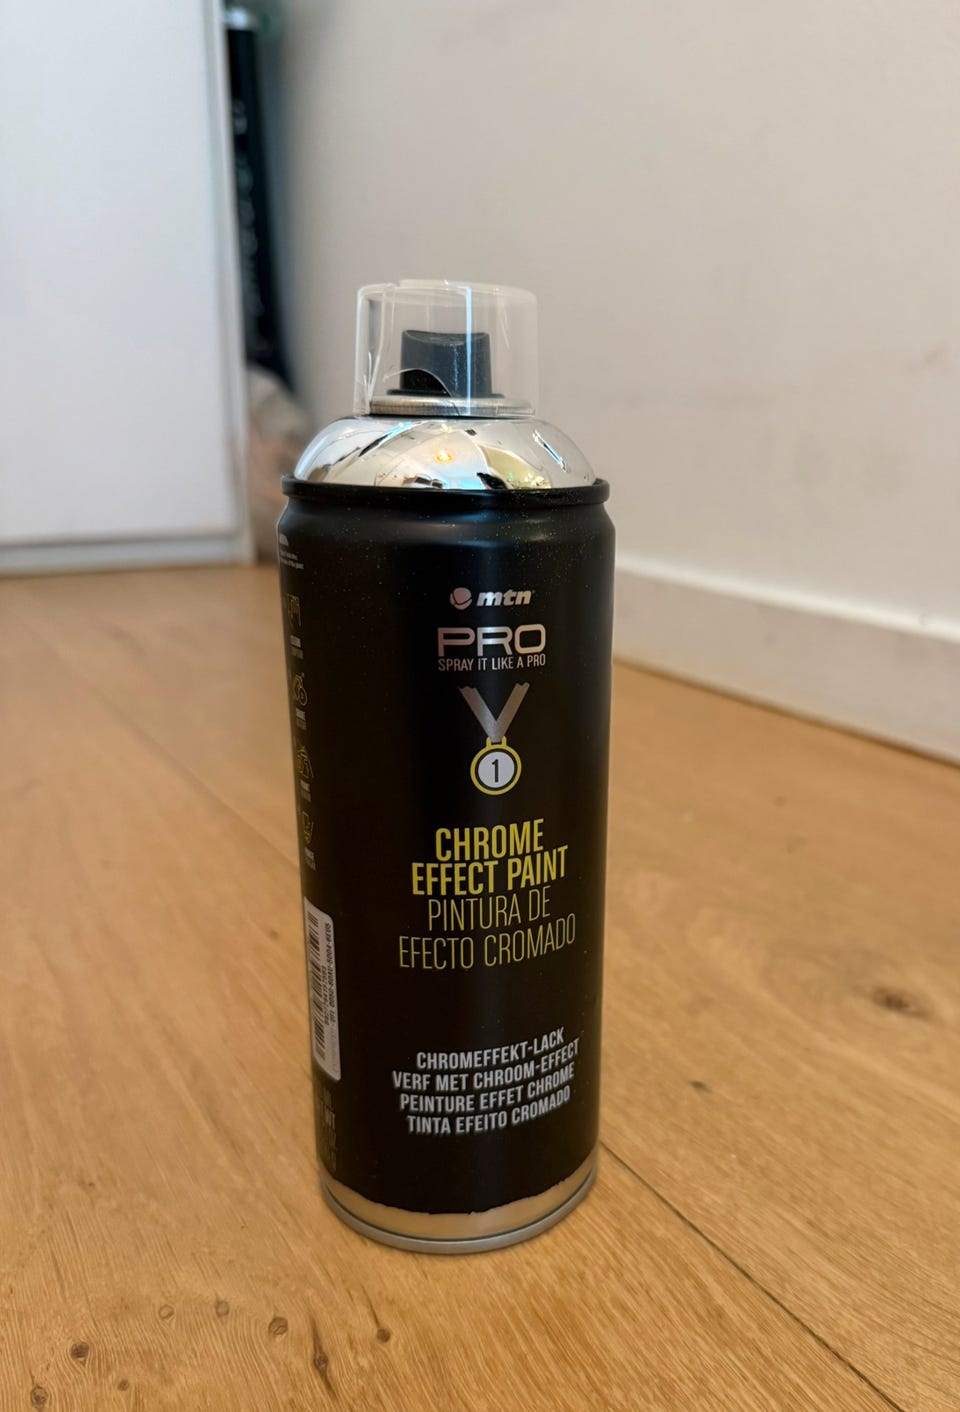 mtn
PRO
SPRAY IT LIKE A PRO
1
CHROME
EFFECT PAINT
PINTURA DE
EFECTO CROMADO
CHROMEFFEKT-LACK
VERF MET CHROOM-EFFECT
PEINTURE EFFET CHROME
TINTA EFEITO CROMADO